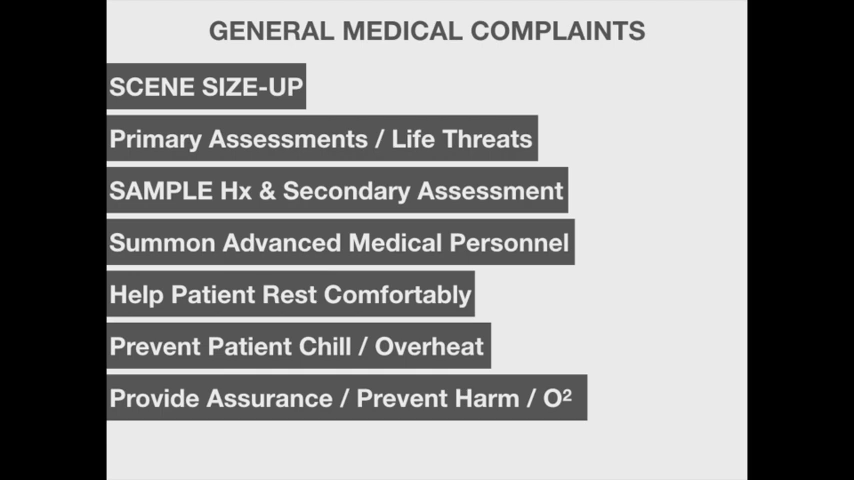 GENERAL MEDICAL COMPLAINTS
SCENE SIZE-UP
Primary Assessments / Life Threats
SAMPLE Hx & Secondary Assessment
Summon Advanced Medical Personnel
Help Patient Rest Comfortably
Prevent Patient Chill / Overheat
Provide Assurance / Prevent Harm / O²